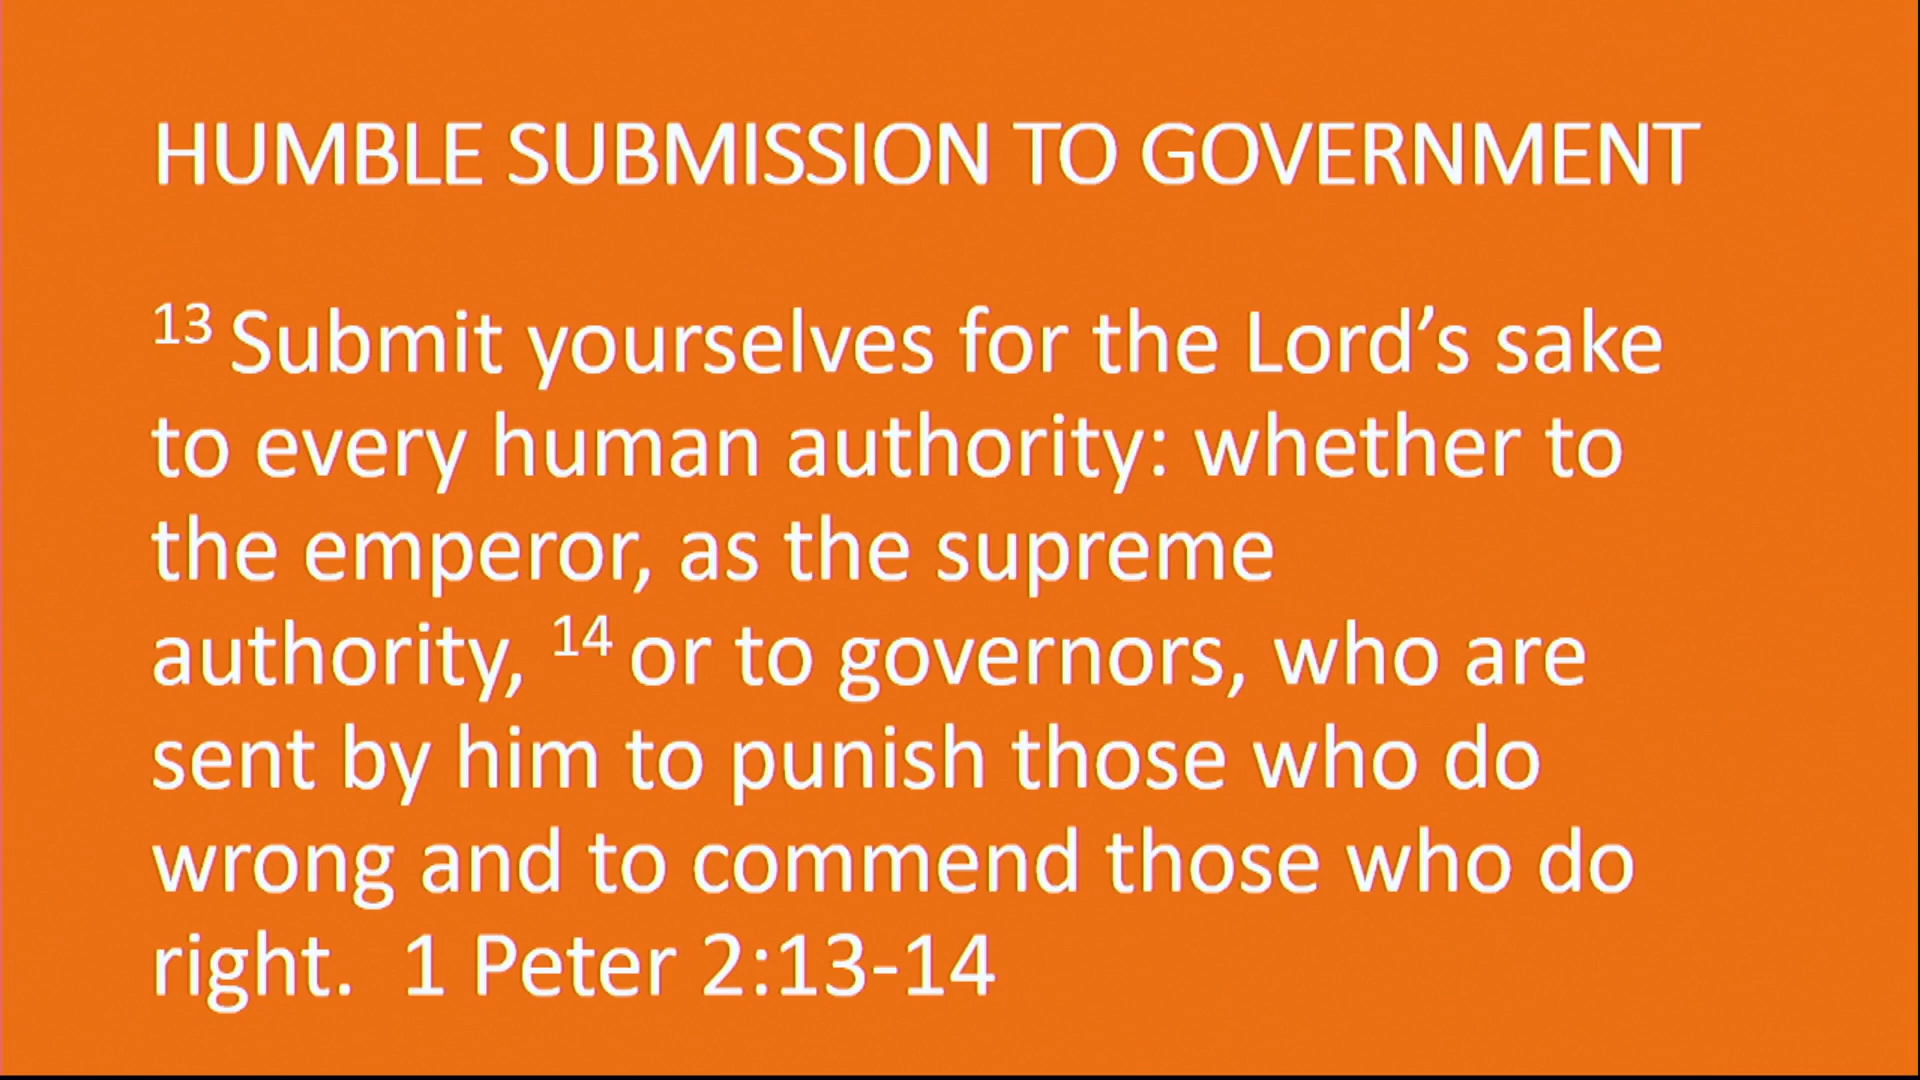 HUMBLE SUBMISSION TO GOVERNMENT
13 Submit yourselves for the Lord’s sake
to every human authority: whether to
the emperor, as the supreme
authority, 14 or to governors, who are
sent by him to punish those who do
wrong and to commend those who do
right.  1 Peter 2:13-14